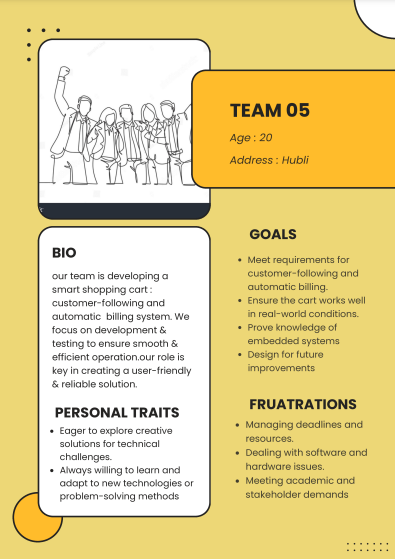 TEAM 05
Age : 20
Address : Hubli
BIO
our team is developing a
smart shopping cart :
customer-following and
automatic billing system. We
focus on development &
testing to ensure smooth &
efficient operation.our role is
key in creating a user-friendly
& reliable solution.
PERSONAL TRAITS
• Eager to explore creative
solutions for technical
challenges.
• Always willing to learn and
adapt to new technologies or
problem-solving methods
GOALS
• Meet requirements for
customer-following and
automatic billing.
• Ensure the cart works well
in real-world conditions.
• Prove knowledge of
embedded systems
• Design for future
improvements
FRUATRATIONS
• Managing deadlines and
resources.
• Dealing with software and
hardware issues.
• Meeting academic and
stakeholder demands